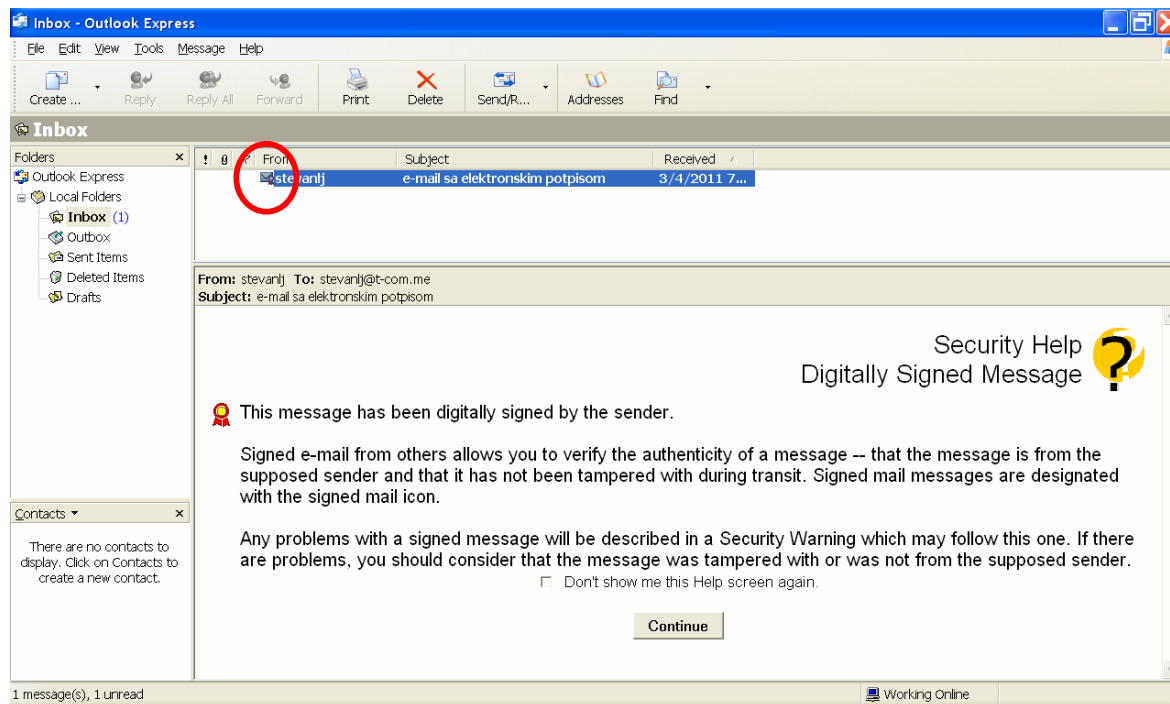 Inbox - Outlook Express
File Edit View Tools Message Help
Create ... Reply Reply All Forward Print Delete Send/R... Addresses Find
Inbox
Folders
! From Subject Received
Outlook Express
stevanlj e-mail sa elektronskim potpisom 3/4/2011 7...
Local Folders
Inbox (1)
Outbox
Sent Items
Deleted Items
Drafts
From: stevanlj To: stevanlj@t-com.me
Subject: e-mail sa elektronskim potpisom
Security Help
Digitally Signed Message
This message has been digitally signed by the sender.
Signed e-mail from others allows you to verify the authenticity of a message -- that the message is from the
supposed sender and that it has not been tampered with during transit. Signed mail messages are designated
with the signed mail icon.
Any problems with a signed message will be described in a Security Warning which may follow this one. If there
are problems, you should consider that the message was tampered with or was not from the supposed sender.
Don't show me this Help screen again.
Continue
Contacts
There are no contacts to
display. Click on Contacts to
create a new contact.
1 message(s), 1 unread
Working Online